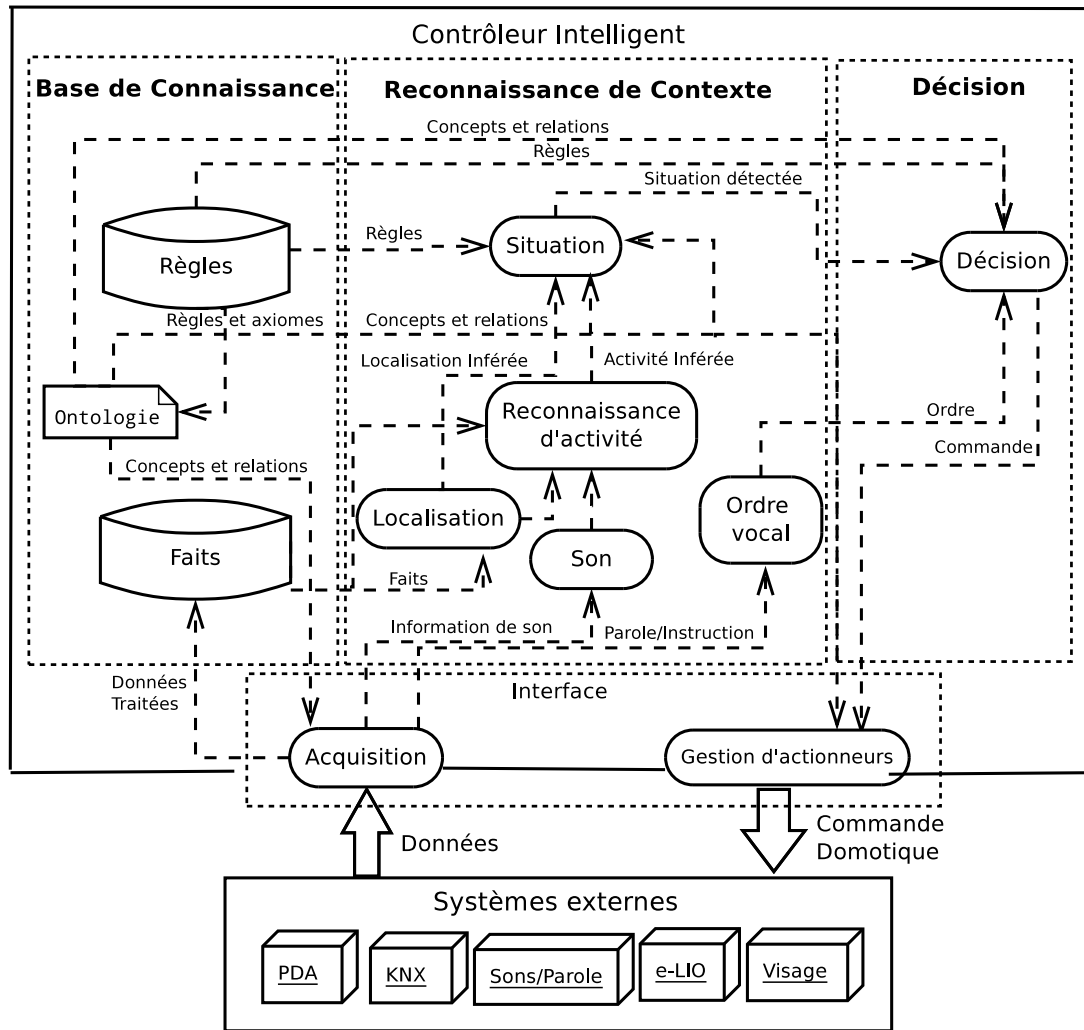 Contrôleur Intelligent
Base de Connaissance
Reconnaissance de Contexte
Décision
Concepts et relations
Règles
Situation détectée
Règles
Règles
Situation
Décision
Règles et axiomes
Concepts et relations
Localisation Inférée
Activité Inférée
Ontologie
Reconnaissance
d'activité
Ordre
Commande
Concepts et relations
Localisation
Ordre
vocal
Faits
Son
Faits
Information de son
Parole/Instruction
Données
Traitées
Interface
Acquisition
Gestion d'actionneurs
Données
Commande
Domotique
Systèmes externes
PDA
KNX
Sons/Parole
e-LIO
Visage